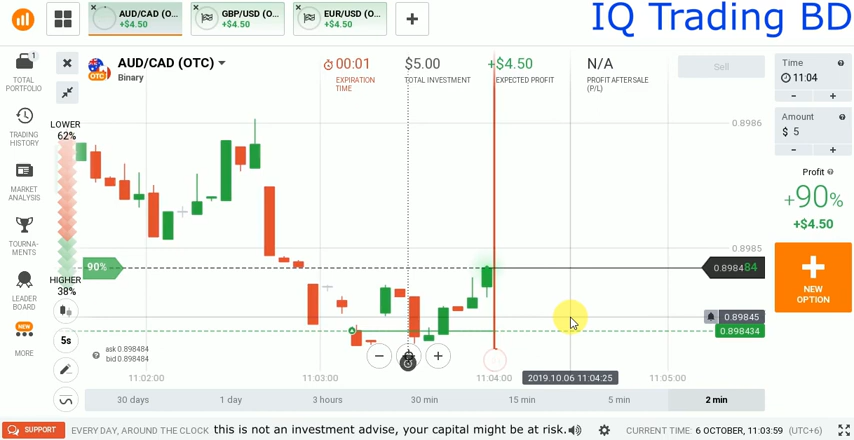 IQ Trading BD
AUD/CAD (O...
+$4.50
GBP/USD (O...
+$4.50
EUR/USD (O...
+$4.50
1
TOTAL
PORTFOLIO
TRADING
HISTORY
MARKET
ANALYSIS
TOURNA-
MENTS
LEADER
BOARD
NEW
MORE
AUD/CAD (OTC)
OTC
Binary
00:01
EXPIRATION
TIME
$5.00
TOTAL INVESTMENT
+$4.50
EXPECTED PROFIT
N/A
PROFIT AFTER SALE
(P/L)
Sell
LOWER
62%
HIGHER
38%
90%
5s
ask 0.898484
bid 0.898484
0.8986
0.8985
0.898484
0.89845
0.898434
11:02:00
11:03:00
11:04:00
2019.10.06 11:04:25
11:05:00
30 days
1 day
3 hours
30 min
15 min
5 min
2 min
Time
11:04
- +
Amount
$ 5
- +
Profit
+90%
+$4.50
NEW
OPTION
SUPPORT
EVERY DAY, AROUND THE CLOCK
this is not an investment advise, your capital might be at risk.
CURRENT TIME: 6 OCTOBER, 11:03:59 (UTC+6)